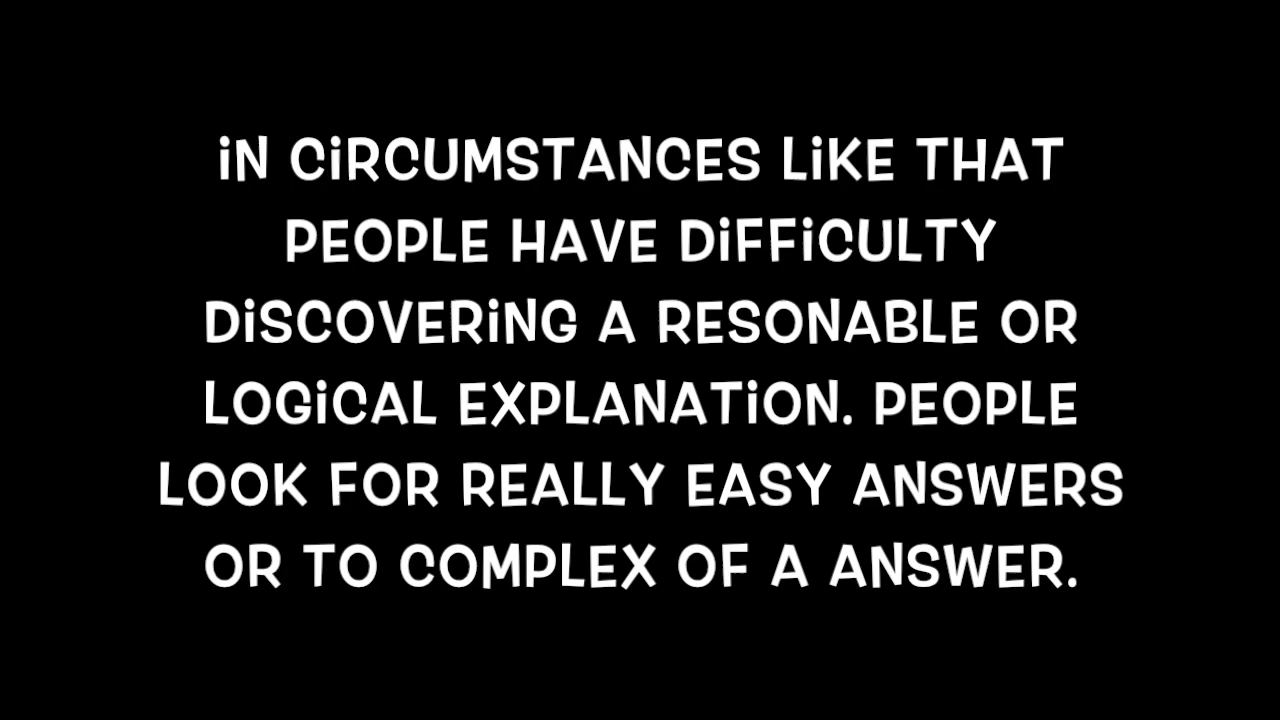 iN CiRCUMSTANCES LiKE THAT
PEOPLE HAVE DiFFiCULTY
DiSCOVERiNG A RESONABLE OR
LOGiCAL EXPLANATiON. PEOPLE
LOOK FOR REALLY EASY ANSWERS
OR TO COMPLEX OF A ANSWER.